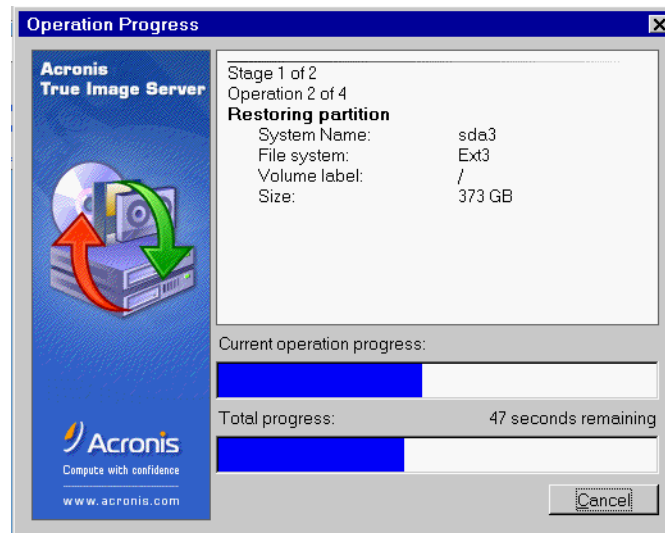 Operation Progress
Acronis
True Image Server
Stage 1 of 2
Operation 2 of 4
Restoring partition
System Name: sda3
File system: Ext3
Volume label: /
Size: 373 GB
Current operation progress:
Total progress: 47 seconds remaining
Acronis
Compute with confidence
www.acronis.com
Cancel